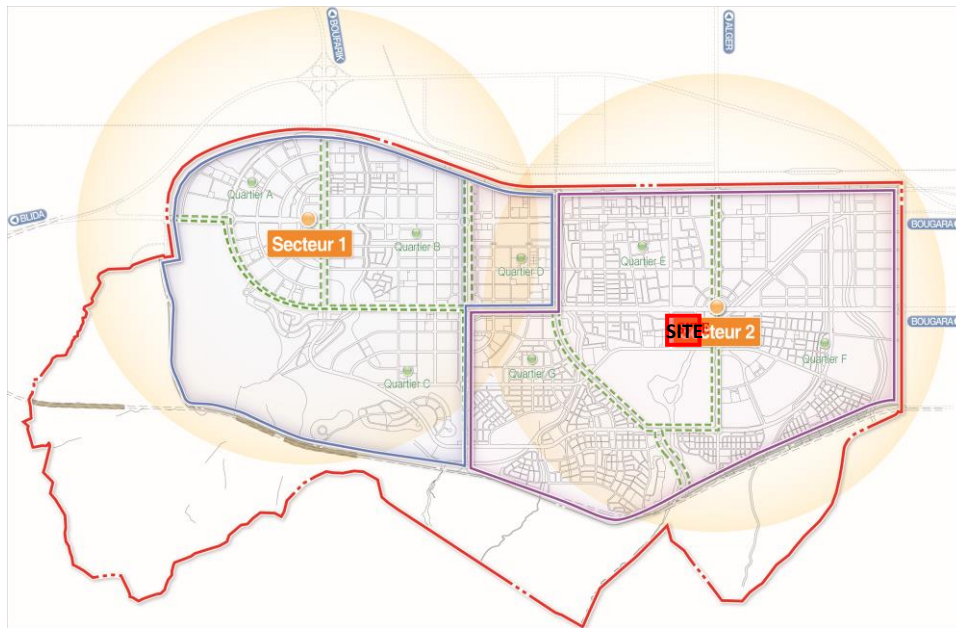 BOUFARIK
ALGER
Quartier A
BLIDA
Secteur 1
Quartier B
Quartier D
Quartier E
BOUGARA
BOUGARA
SITE
cteur 2
Quartier F
Quartier G
Quartier C